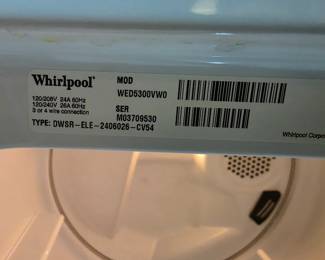 Whirlpool®
MOD
WED5300VW0
120/208V 24A 60Hz
120/240V 26A 60Hz
3 or 4 wire connection
SER
M03709530
TYPE: DWSR-ELE-2406026-CV54
Whirlpool Corpo